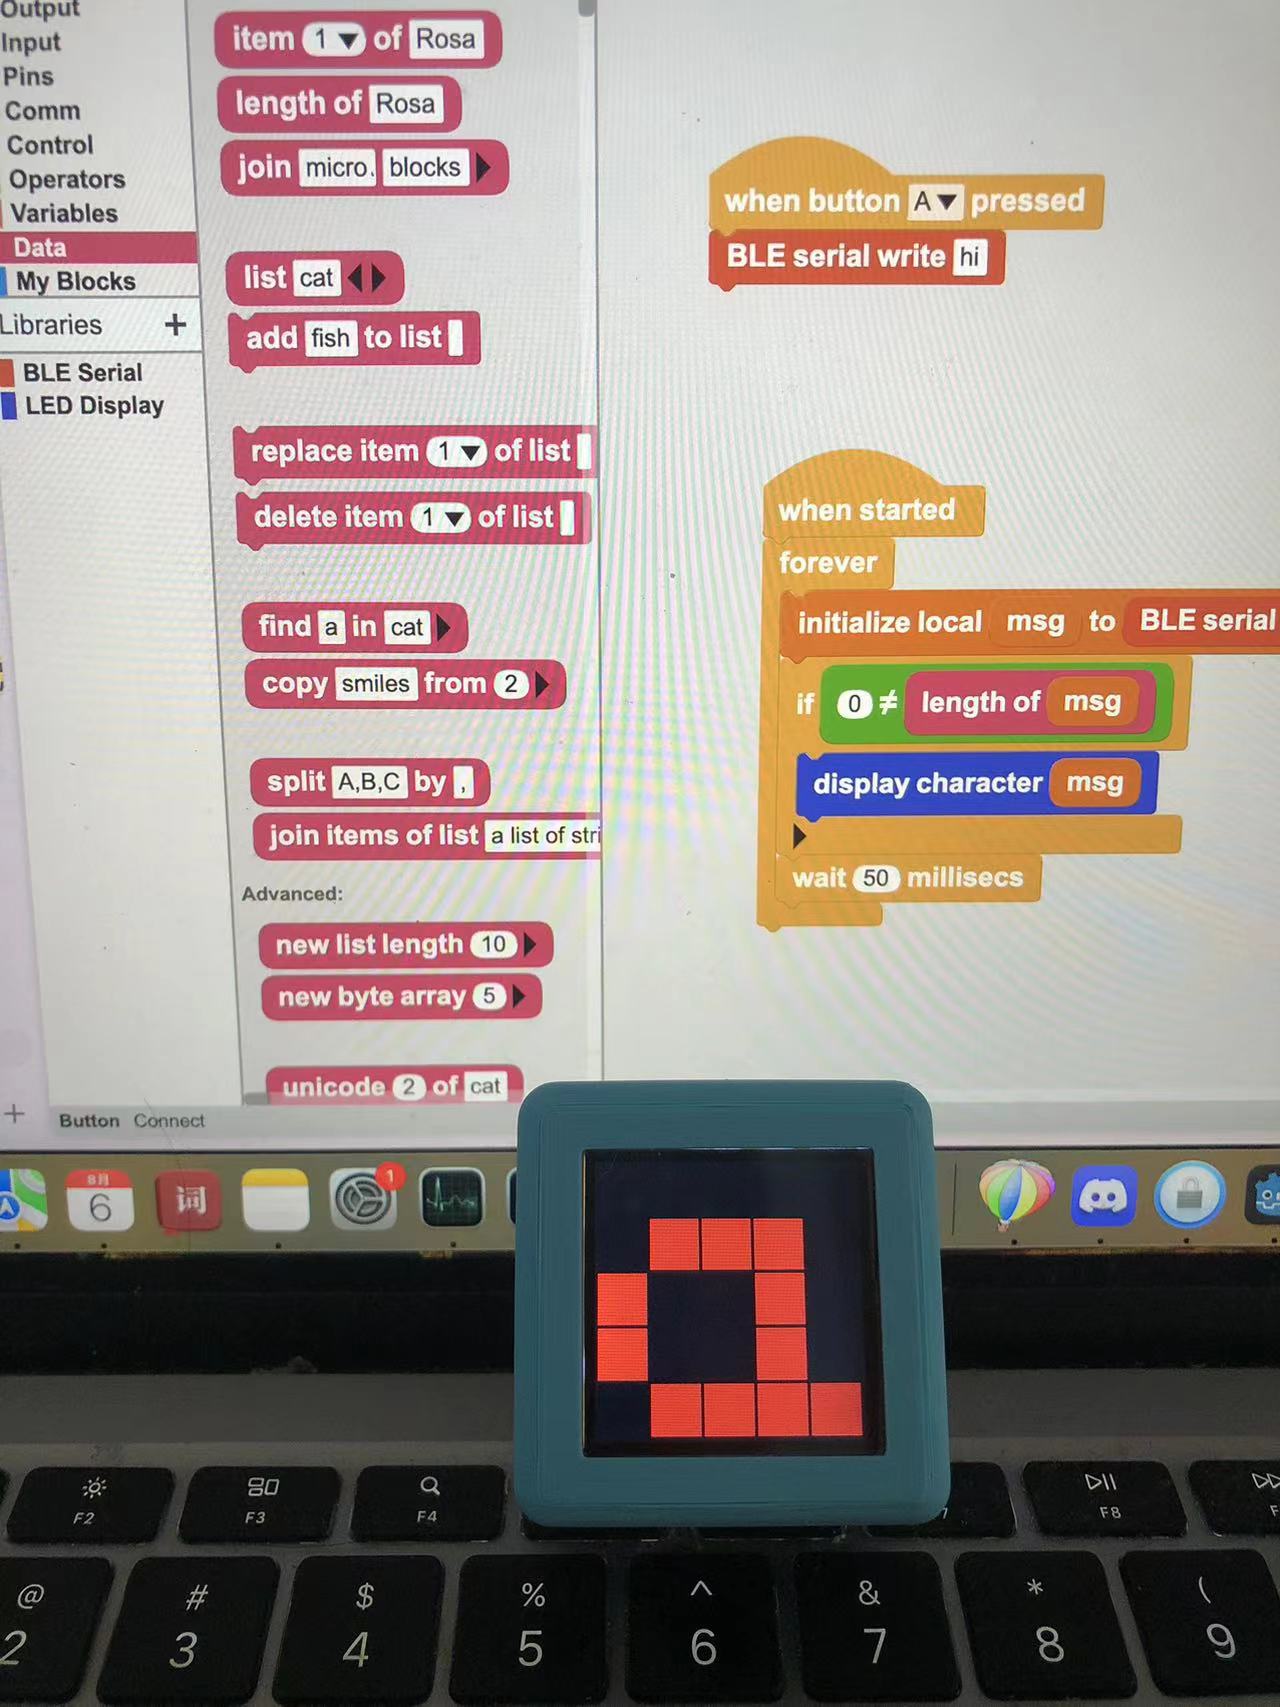 Output
Input
Pins
Comm
Control
Operators
Variables
Data
My Blocks
Libraries +
BLE Serial
LED Display
item 1 ▼ of Rosa
length of Rosa
join micro. blocks
list cat
add fish to list
replace item 1 ▼ of list
delete item 1 ▼ of list
find a in cat
copy smiles from 2
split A,B,C by ,
join items of list a list of stri
Advanced:
new list length 10
new byte array 5
unicode 2 of cat
when button A ▼ pressed
BLE serial write hi
when started
forever
initialize local msg to BLE serial
if 0 ≠ length of msg
display character msg
wait 50 millisecs
+ Button Connect
8月
6
词
1
a
F2
F3
F4
F8
@
2
#
3
$
4
%
5
^
6
&
7
*
8
(
9